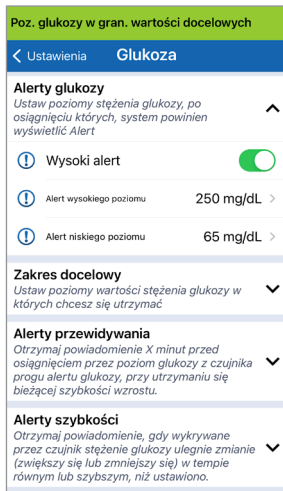 Poz. glukozy w gran. wartości docelowych
Ustawienia Glukoza
Alerty glukozy
Ustaw poziomy stężenia glukozy, po
osiągnięciu których, system powinien
wyświetlić Alert
Wysoki alert
Alert wysokiego poziomu 250 mg/dL
Alert niskiego poziomu 65 mg/dL
Zakres docelowy
Ustaw poziomy wartości stężenia glukozy w
których chcesz się utrzymać
Alerty przewidywania
Otrzymaj powiadomienie X minut przed
osiągnięciem przez poziom glukozy z czujnika
progu alertu glukozy, przy utrzymaniu się
bieżącej szybkości wzrostu.
Alerty szybkości
Otrzymaj powiadomienie, gdy wykrywane
przez czujnik stężenie glukozy ulegnie zmianie
(zwiększy się lub zmniejszy się) w tempie
równym lub szybszym, niż ustawiono.